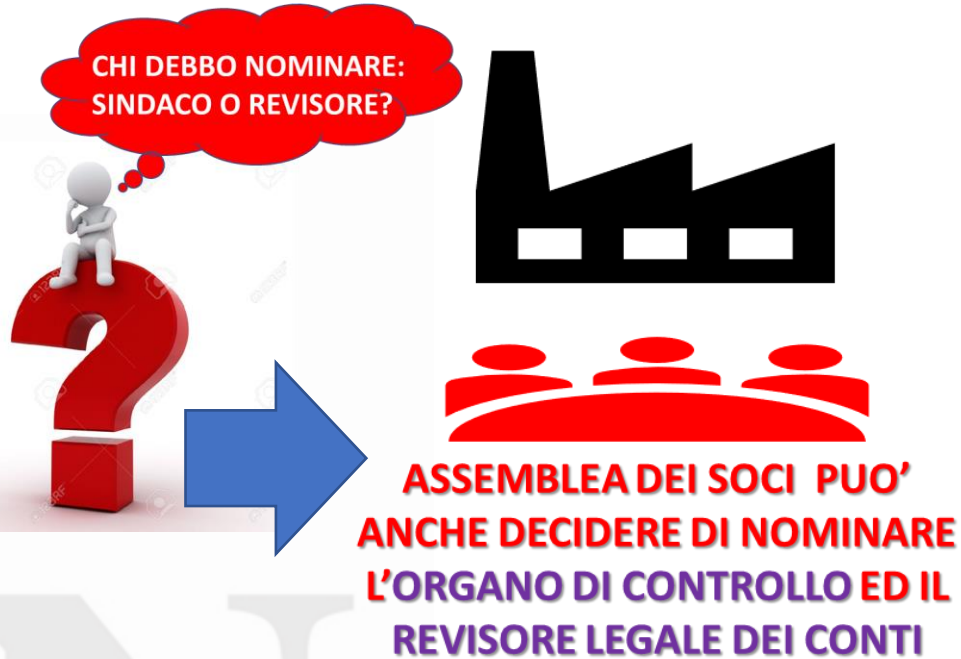 CHI DEBBO NOMINARE:
SINDACO O REVISORE?
ASSEMBLEA DEI SOCI PUO'
ANCHE DECIDERE DI NOMINARE
L'ORGANO DI CONTROLLO ED IL
REVISORE LEGALE DEI CONTI